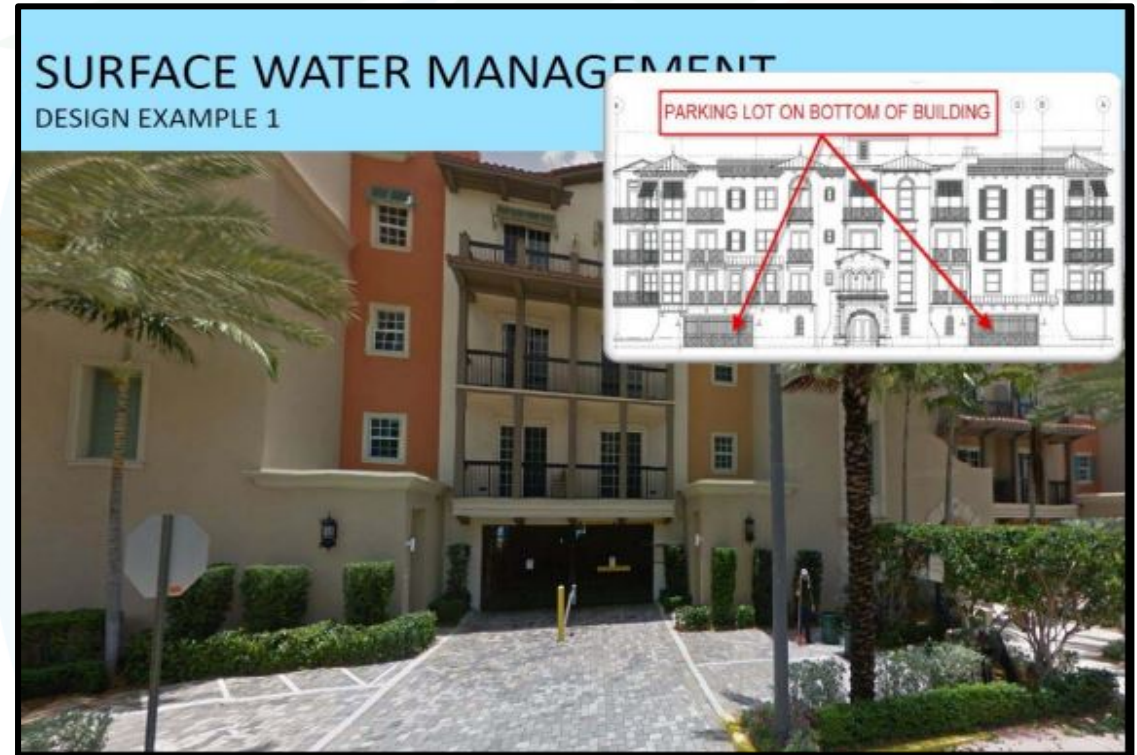 SURFACE WATER MANAGEMENT
DESIGN EXAMPLE 1
PARKING LOT ON BOTTOM OF BUILDING